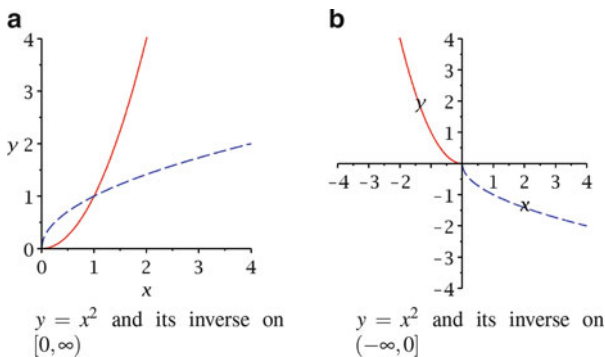 a
4
3
y 2
1
0
0 1 2 3 4
x
y = x² and its inverse on
[0, ∞)
b
4
3
y 2
1
-4 -2 0 1 2 3 4
-1
x
-2
-3
-4
y = x² and its inverse on
(−∞, 0]